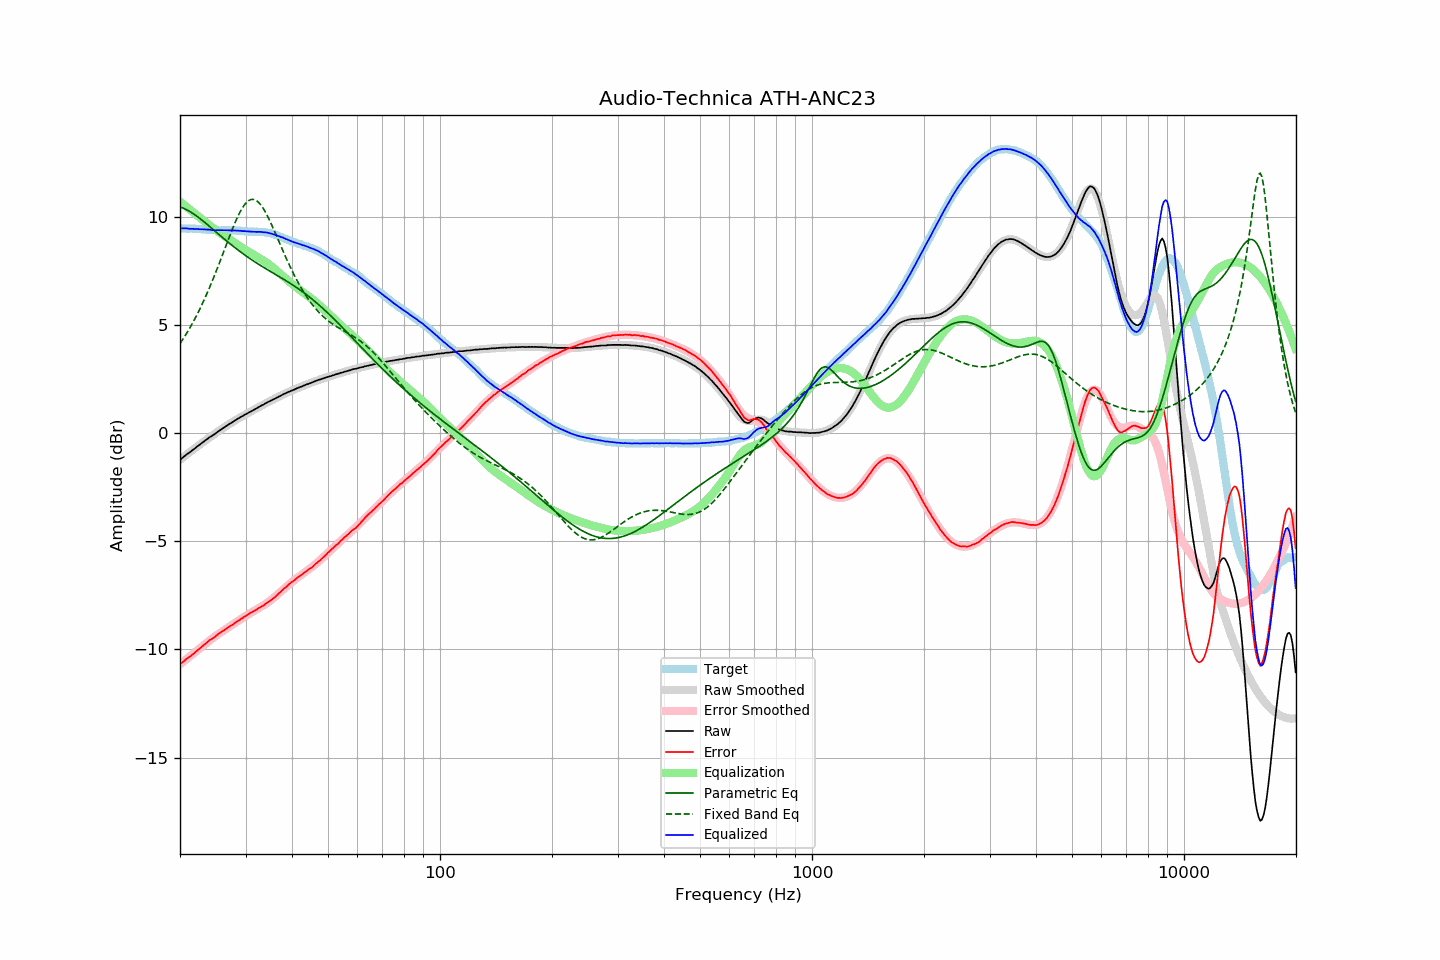 Audio-Technica ATH-ANC23
Amplitude (dBr)
10
5
0
−5
−10
−15
Target
Raw Smoothed
Error Smoothed
Raw
Error
Equalization
Parametric Eq
Fixed Band Eq
Equalized
100
1000
10000
Frequency (Hz)